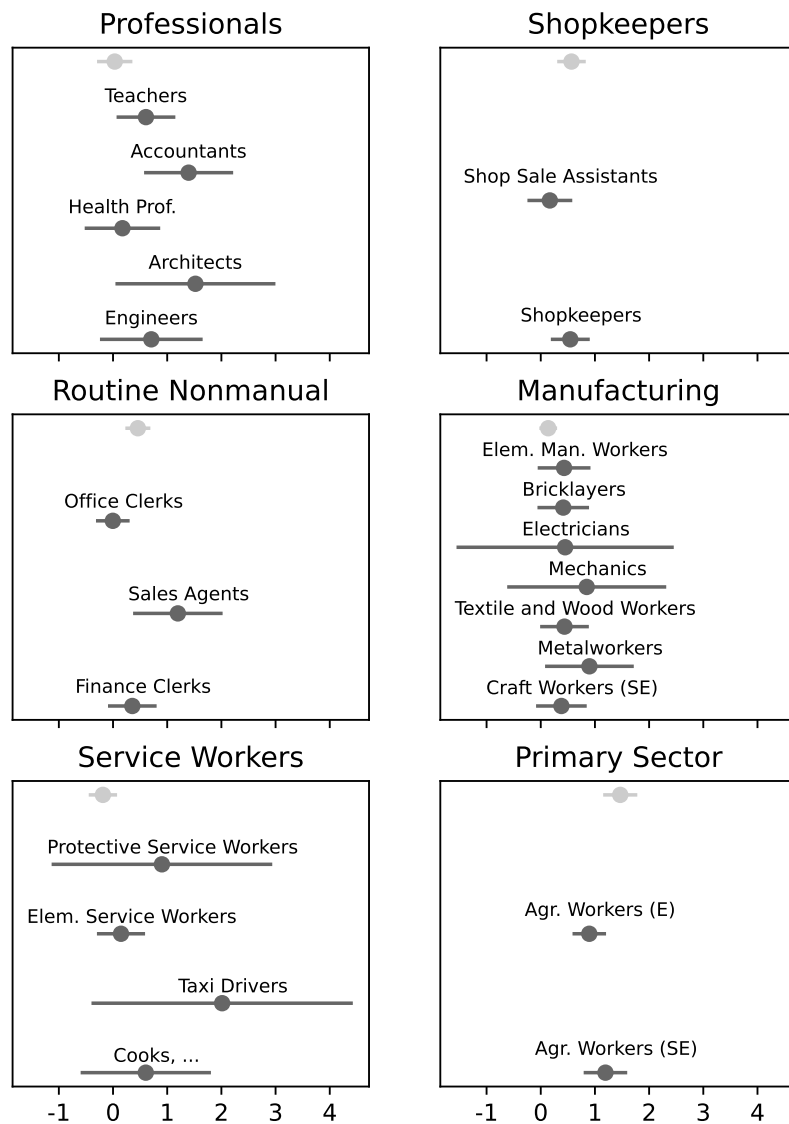 Professionals
Teachers
Accountants
Health Prof.
Architects
Engineers
Shopkeepers
Shop Sale Assistants
Shopkeepers
Routine Nonmanual
Office Clerks
Sales Agents
Finance Clerks
Manufacturing
Elem. Man. Workers
Bricklayers
Electricians
Mechanics
Textile and Wood Workers
Metalworkers
Craft Workers (SE)
Service Workers
Protective Service Workers
Elem. Service Workers
Taxi Drivers
Cooks, ...
-1 0 1 2 3 4
Primary Sector
Agr. Workers (E)
Agr. Workers (SE)
-1 0 1 2 3 4